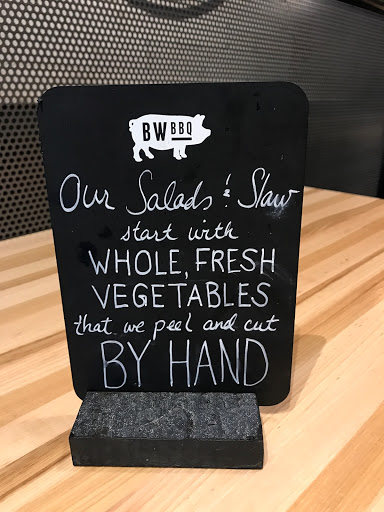 BW BBQ
Our Salads & Slaw
start with
WHOLE, FRESH
VEGETABLES
that we peel and cut
BY HAND